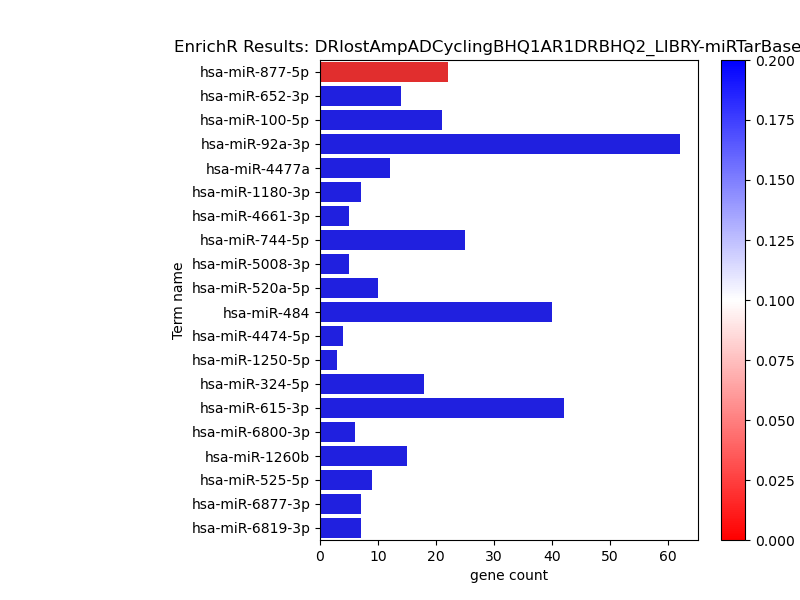 EnrichR Results: DRlostAmpADCyclingBHQ1AR1DRBHQ2_LIBRY-miRTarBase
Term name
hsa-miR-877-5p
hsa-miR-652-3p
hsa-miR-100-5p
hsa-miR-92a-3p
hsa-miR-4477a
hsa-miR-1180-3p
hsa-miR-4661-3p
hsa-miR-744-5p
hsa-miR-5008-3p
hsa-miR-520a-5p
hsa-miR-484
hsa-miR-4474-5p
hsa-miR-1250-5p
hsa-miR-324-5p
hsa-miR-615-3p
hsa-miR-6800-3p
hsa-miR-1260b
hsa-miR-525-5p
hsa-miR-6877-3p
hsa-miR-6819-3p
0 10 20 30 40 50 60
gene count
0.200
0.175
0.150
0.125
0.100
0.075
0.050
0.025
0.000